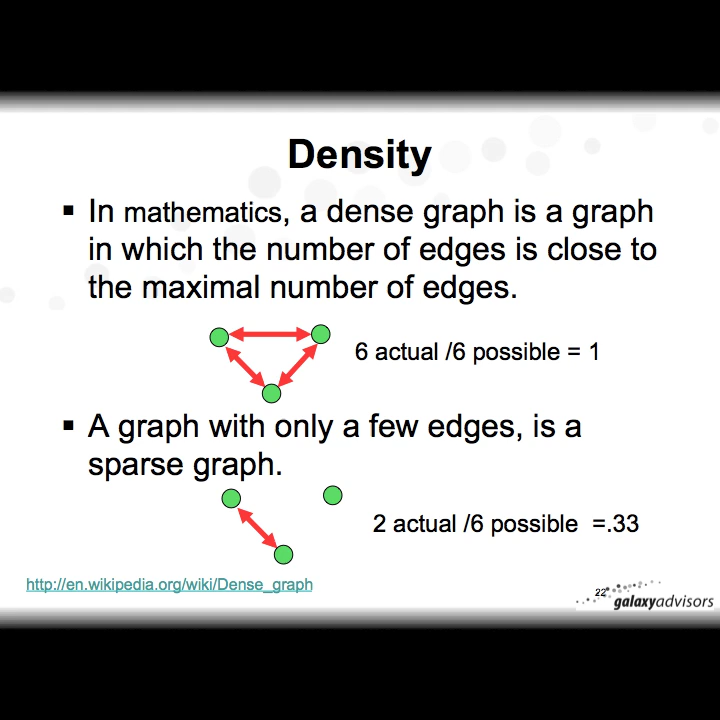 Density
▪ In mathematics, a dense graph is a graph
in which the number of edges is close to
the maximal number of edges.
6 actual /6 possible = 1
▪ A graph with only a few edges, is a
sparse graph.
2 actual /6 possible =.33
http://en.wikipedia.org/wiki/Dense_graph
22
galaxyadvisors